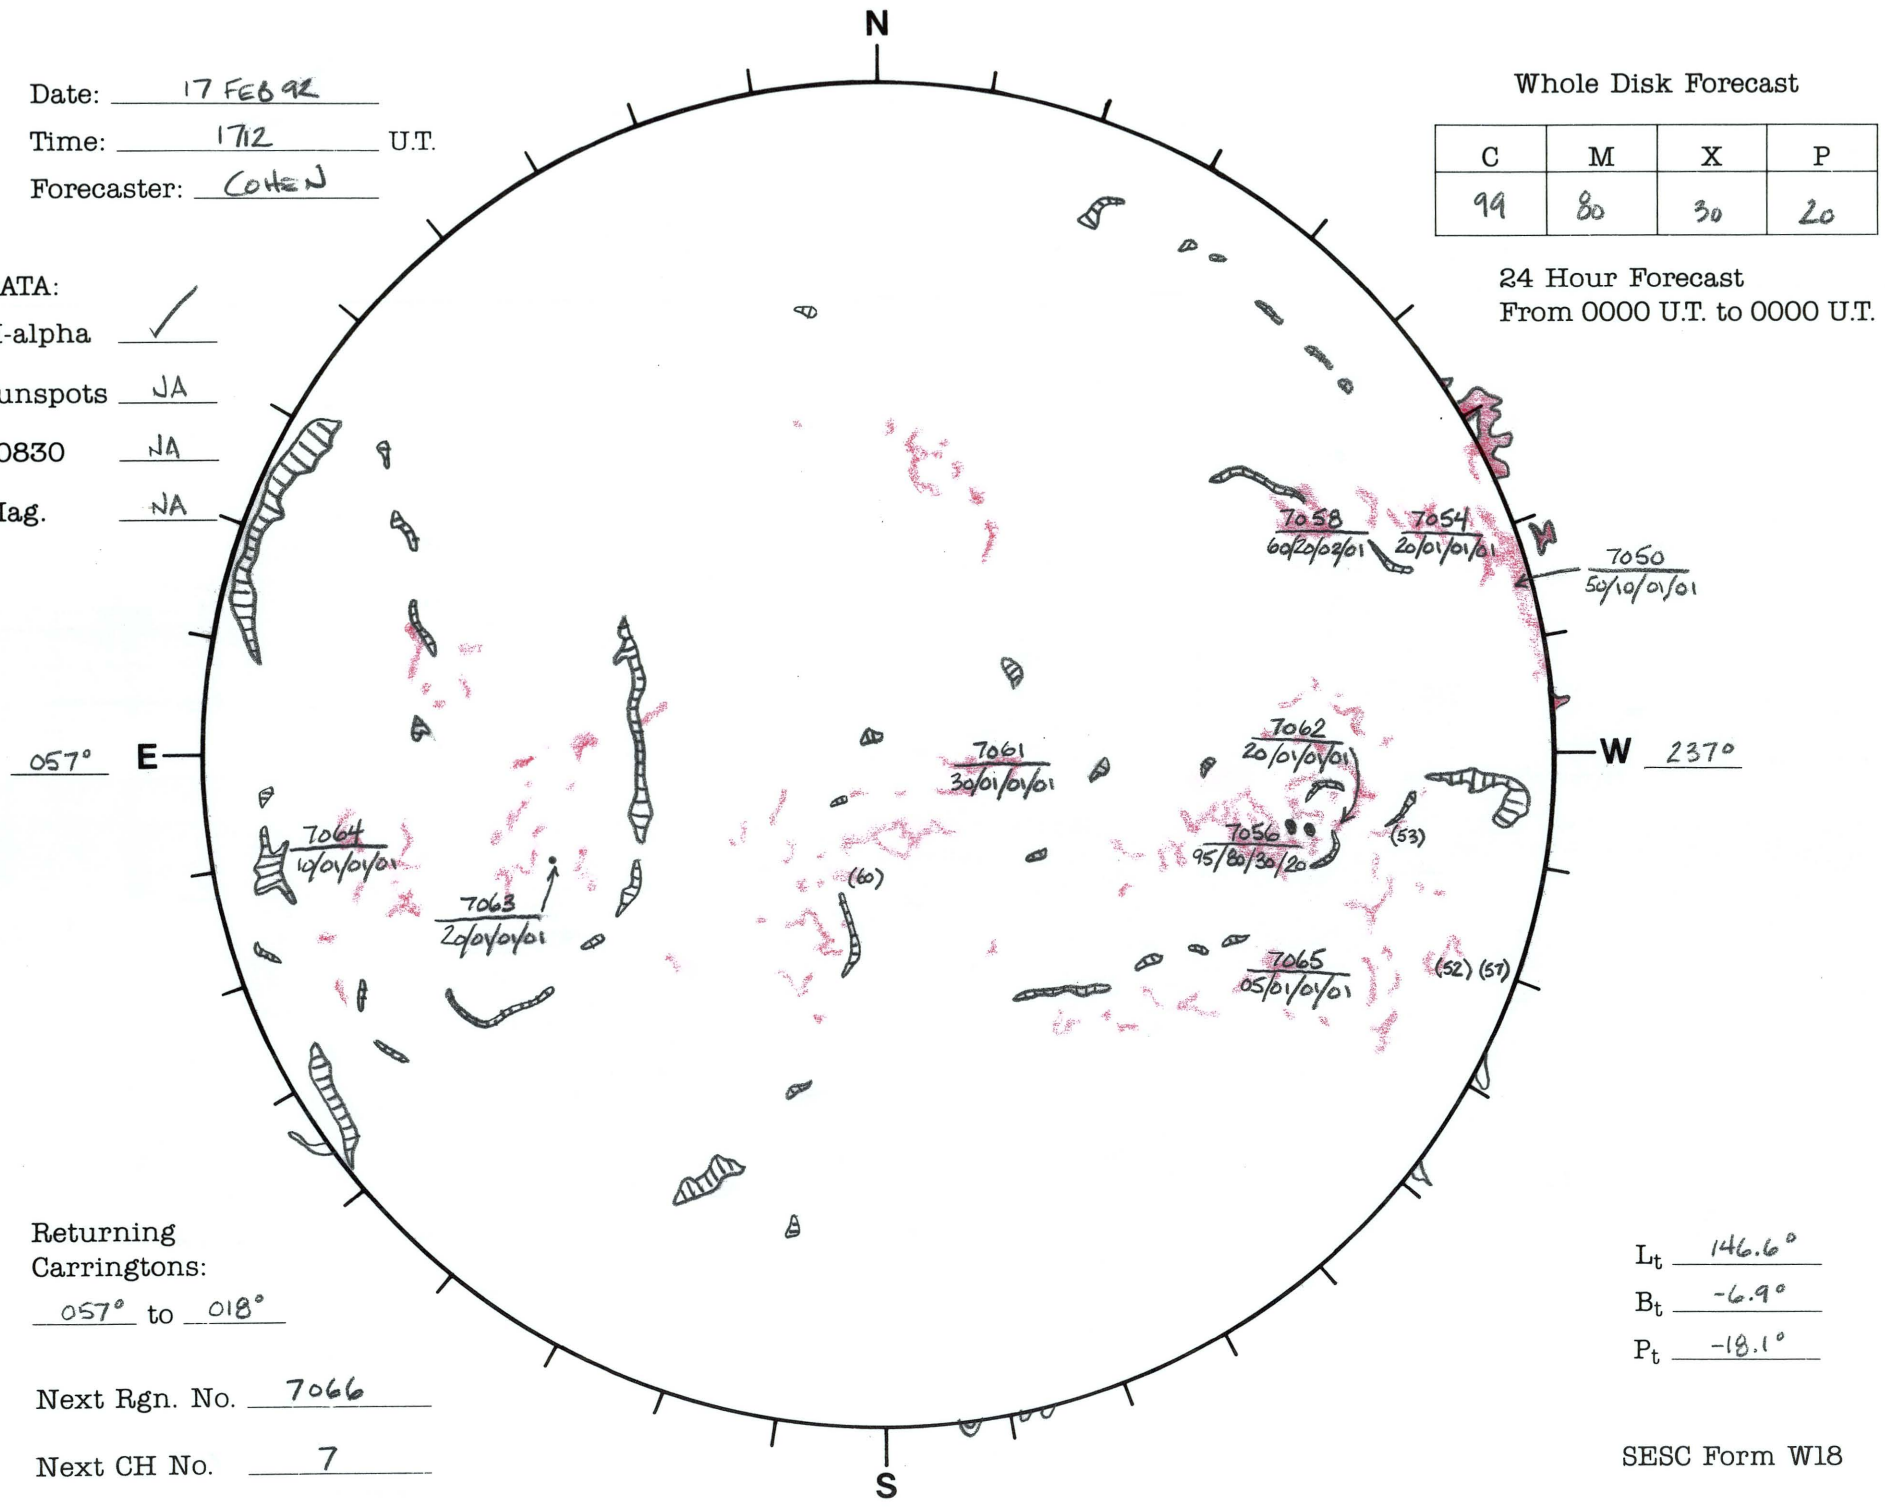 N
Date: 17 FEB 92
Time: 1712 U.T.
Forecaster: COHEN
Whole Disk Forecast
C M X P
99 80 30 20
24 Hour Forecast
From 0000 U.T. to 0000 U.T.
ATA:
-alpha ✓
unspots NA
0830 NA
ag. NA
7058
60/20/02/01
7054
20/01/01/01
7050
50/10/01/01
057° E
W 237°
7062
20/01/01/01
7061
30/01/01/01
7056
95/80/30/20
(53)
7064
10/01/01/01
(60)
7063
20/01/01/01
7065
05/01/01/01
(52) (57)
Returning
Carringtons:
057° to 018°
Next Rgn. No. 7066
Next CH No. 7
Lt 146.6°
Bt -6.9°
Pt -18.1°
SESC Form W18
S